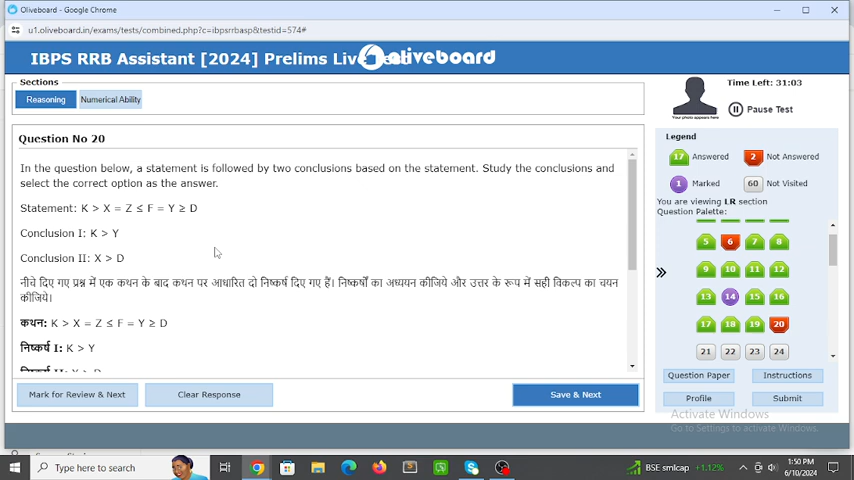 Oliveboard - Google Chrome
u1.oliveboard.in/exams/tests/combined.php?c=ibpsrrbasp&testid=574#
IBPS RRB Assistant [2024] Prelims Live
oliveboard
Sections
Reasoning Numerical Ability
Time Left: 31:03
Pause Test
Your photo appears here
Question No 20
In the question below, a statement is followed by two conclusions based on the statement. Study the conclusions and
select the correct option as the answer.
Statement: K > X = Z ≤ F = Y ≥ D
Conclusion I: K > Y
Conclusion II: X > D
नीचे दिए गए प्रश्न में एक कथन के बाद कथन पर आधारित दो निष्कर्ष दिए गए हैं। निष्कर्षों का अध्ययन कीजिये और उत्तर के रूप में सही विकल्प का चयन
कीजिये।
कथन: K > X = Z ≤ F = Y ≥ D
निष्कर्ष I: K > Y
Legend
17 Answered 2 Not Answered
1 Marked 60 Not Visited
You are viewing LR section
Question Palette:
5 6 7 8
9 10 11 12
13 14 15 16
17 18 19 20
21 22 23 24
Mark for Review & Next Clear Response Save & Next
Question Paper Instructions
Profile Submit
Activate Windows
Go to Settings to activate Windows.
Type here to search
BSE smlcap +1.12%
1:50 PM
6/10/2024